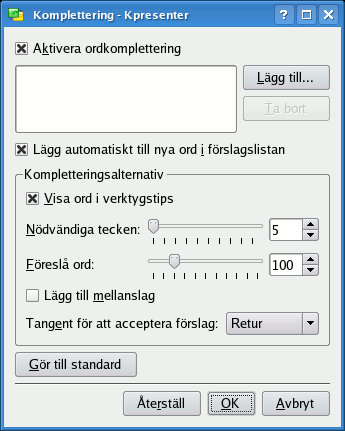 Komplettering - Kpresenter
Aktivera ordkomplettering
Lägg till...
Ta bort
Lägg automatiskt till nya ord i förslagslistan
Kompletteringsalternativ
Visa ord i verktygstips
Nödvändiga tecken: 5
Föreslå ord: 100
Lägg till mellanslag
Tangent för att acceptera förslag: Retur
Gör till standard
Återställ OK Avbryt